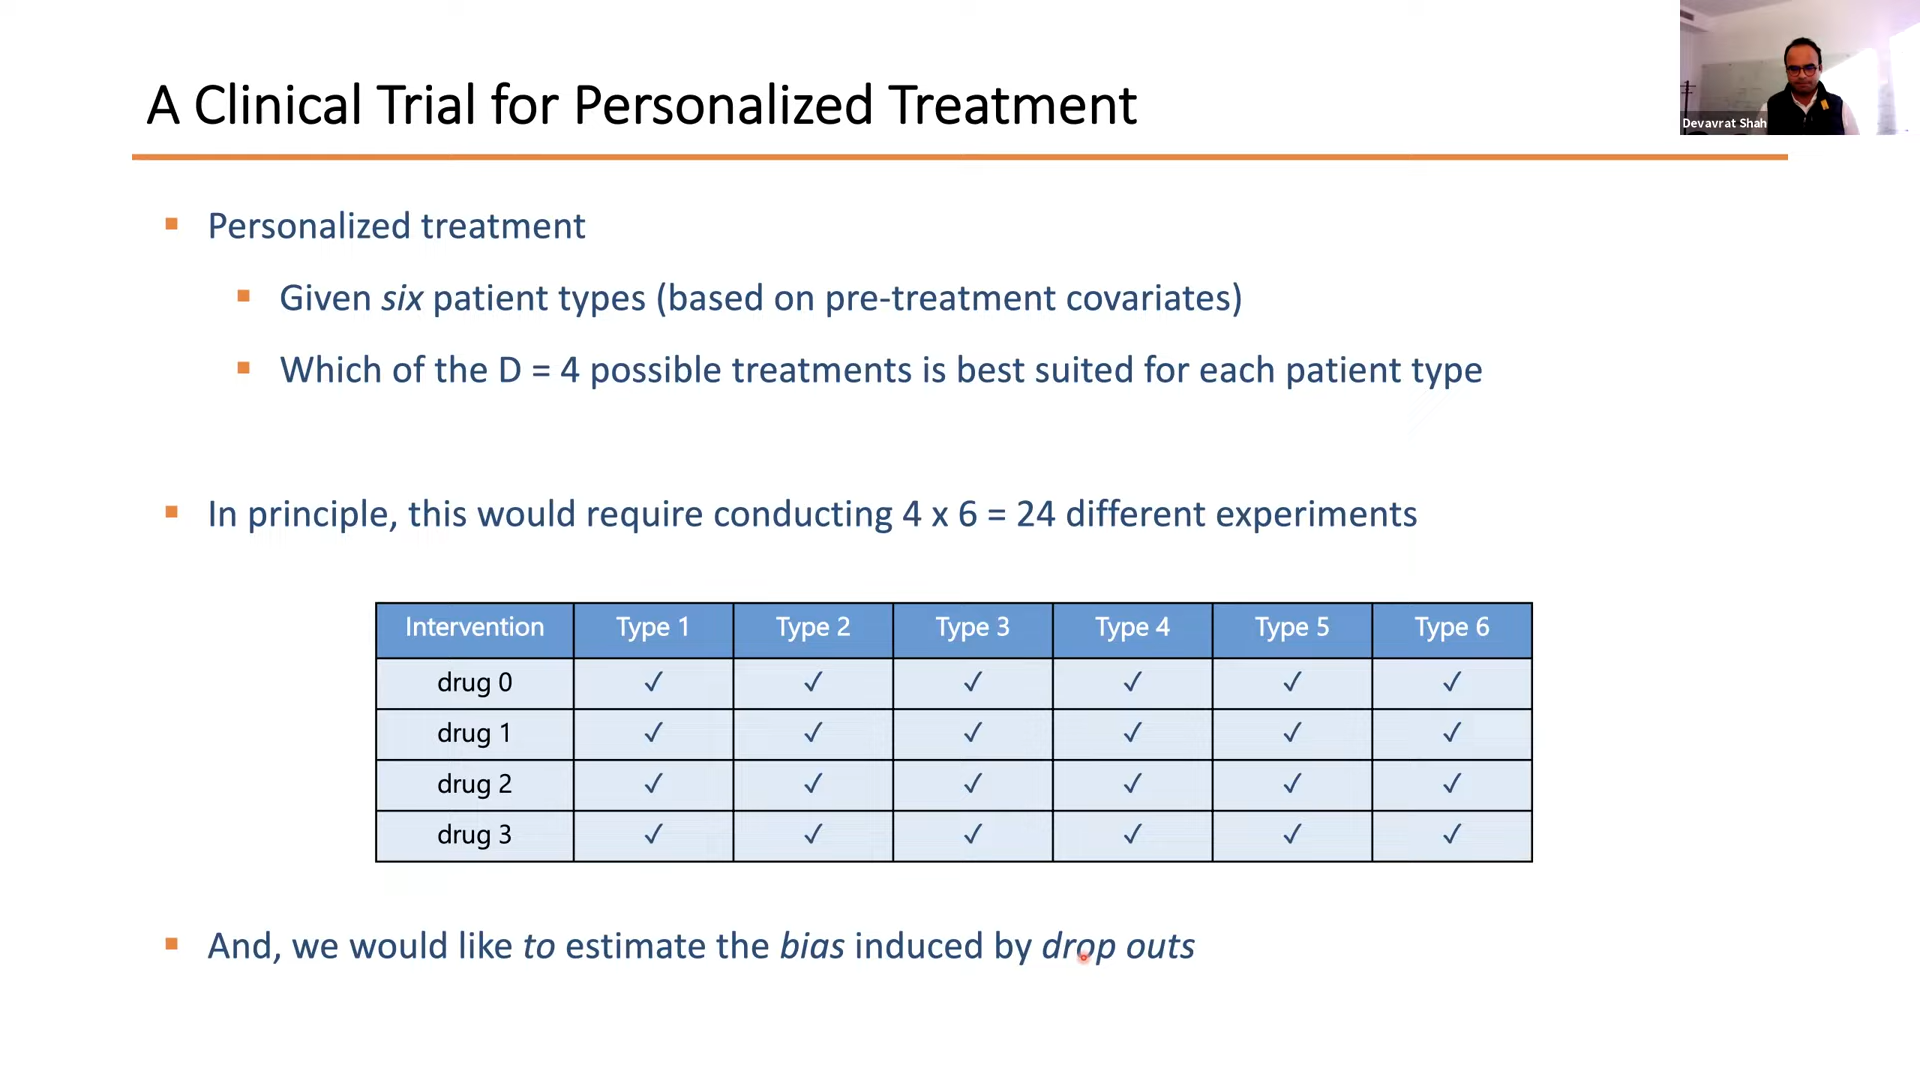 A Clinical Trial for Personalized Treatment
Devavrat Shah
Personalized treatment
Given six patient types (based on pre-treatment covariates)
Which of the D = 4 possible treatments is best suited for each patient type
In principle, this would require conducting 4 x 6 = 24 different experiments
Intervention Type 1 Type 2 Type 3 Type 4 Type 5 Type 6
drug 0 ✓ ✓ ✓ ✓ ✓ ✓
drug 1 ✓ ✓ ✓ ✓ ✓ ✓
drug 2 ✓ ✓ ✓ ✓ ✓ ✓
drug 3 ✓ ✓ ✓ ✓ ✓ ✓
And, we would like to estimate the bias induced by drop outs